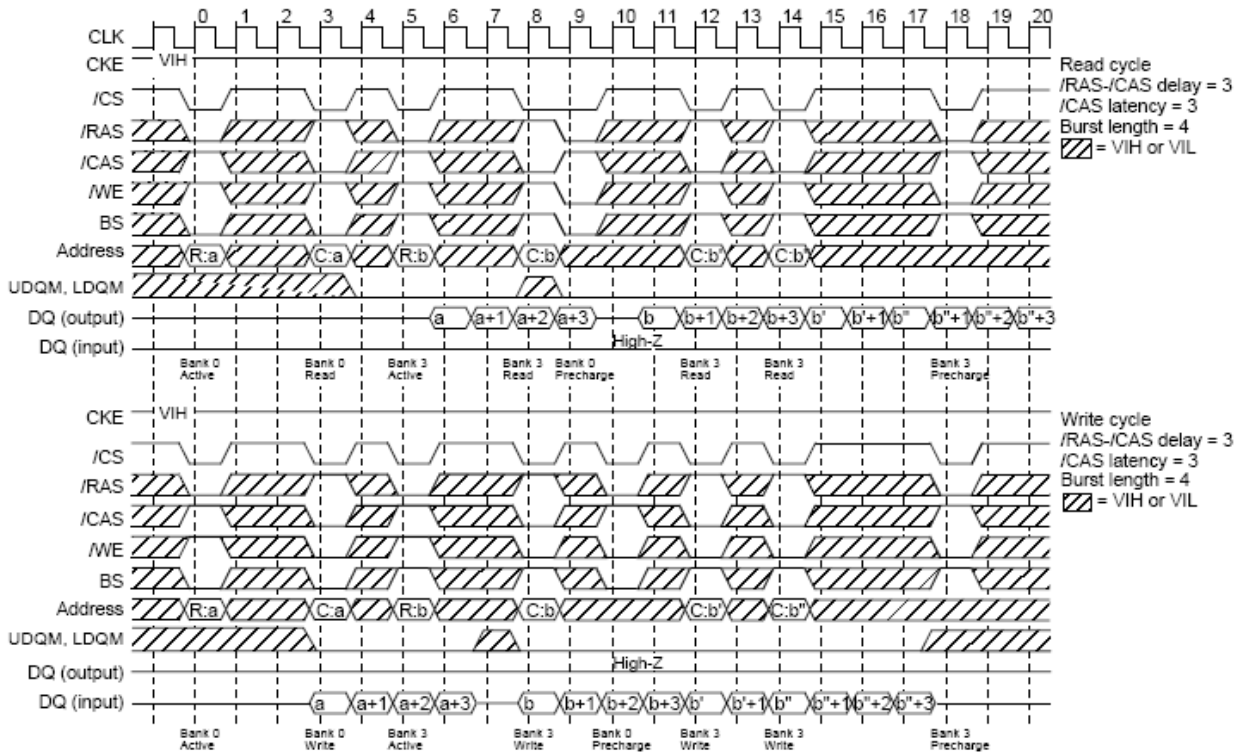 0 1 2 3 4 5 6 7 8 9 10 11 12 13 14 15 16 17 18 19 20
CLK
CKE VIH
/CS
/RAS
/CAS
/WE
BS
Address R:a C:a R:b C:b C:b' C:b"
UDQM, LDQM
DQ (output) a a+1 a+2 a+3 b b+1 b+2 b+3 b' b'+1 b" b"+1 b"+2 b"+3
DQ (input) High-Z
Bank 0 Active
Bank 0 Read
Bank 3 Active
Bank 3 Read
Bank 0 Precharge
Bank 3 Read
Bank 3 Read
Bank 3 Precharge
Read cycle
/RAS-/CAS delay = 3
/CAS latency = 3
Burst length = 4
= VIH or VIL
CKE VIH
/CS
/RAS
/CAS
/WE
BS
Address R:a C:a R:b C:b C:b' C:b"
UDQM, LDQM
DQ (output) High-Z
DQ (input) a a+1 a+2 a+3 b b+1 b+2 b+3 b' b'+1 b" b"+1 b"+2 b"+3
Bank 0 Active
Bank 0 Write
Bank 3 Active
Bank 3 Write
Bank 0 Precharge
Bank 3 Write
Bank 3 Write
Bank 3 Precharge
Write cycle
/RAS-/CAS delay = 3
/CAS latency = 3
Burst length = 4
= VIH or VIL